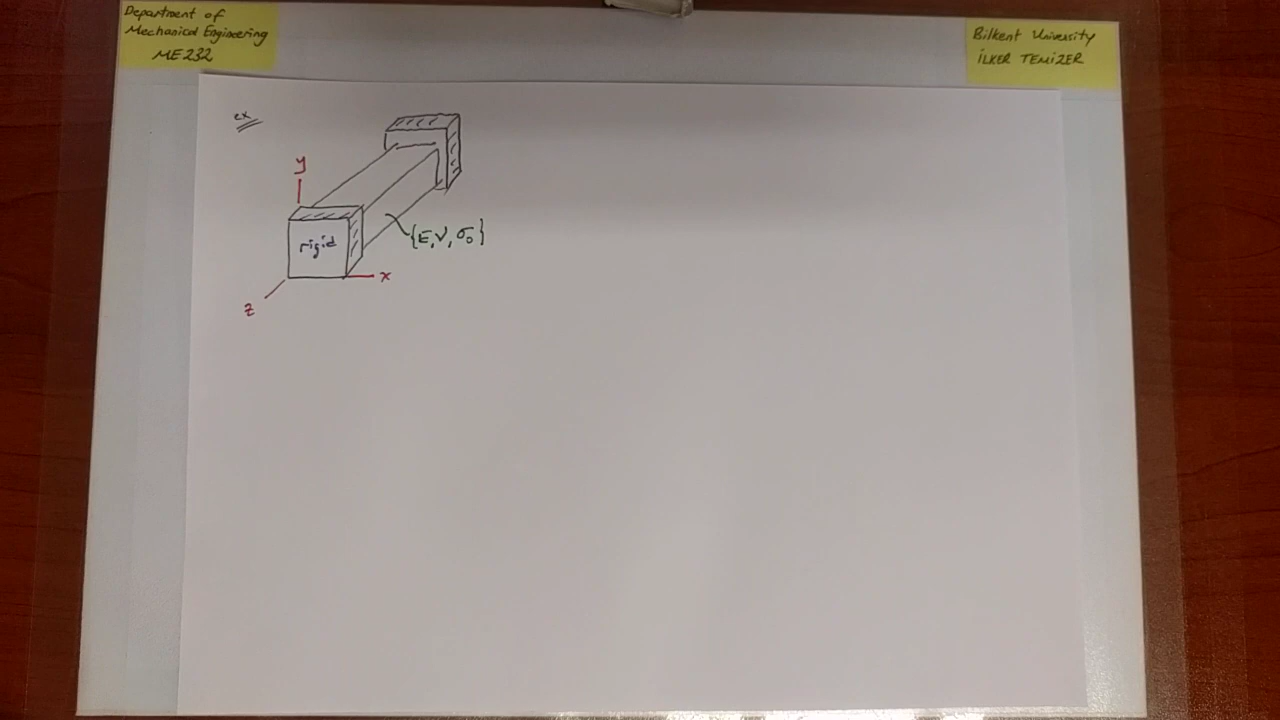 Department of
Mechanical Engineering
ME232
Bilkent University
İLKER TEMİZER
ex
y
rigid
{E, ν, σ₀}
x
z